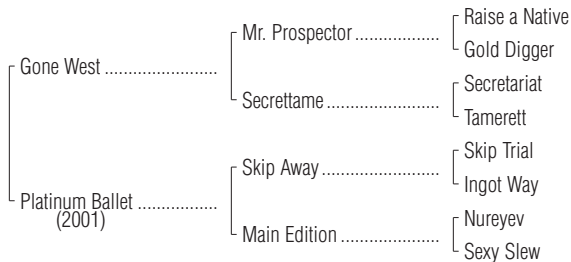 Raise a Native
Mr. Prospector ..................
Gold Digger
Gone West ........................
Secretariat
Secrettame ........................
Tamerett
Skip Trial
Skip Away .........................
Ingot Way
Platinum Ballet .................
(2001)
Nureyev
Main Edition .....................
Sexy Slew